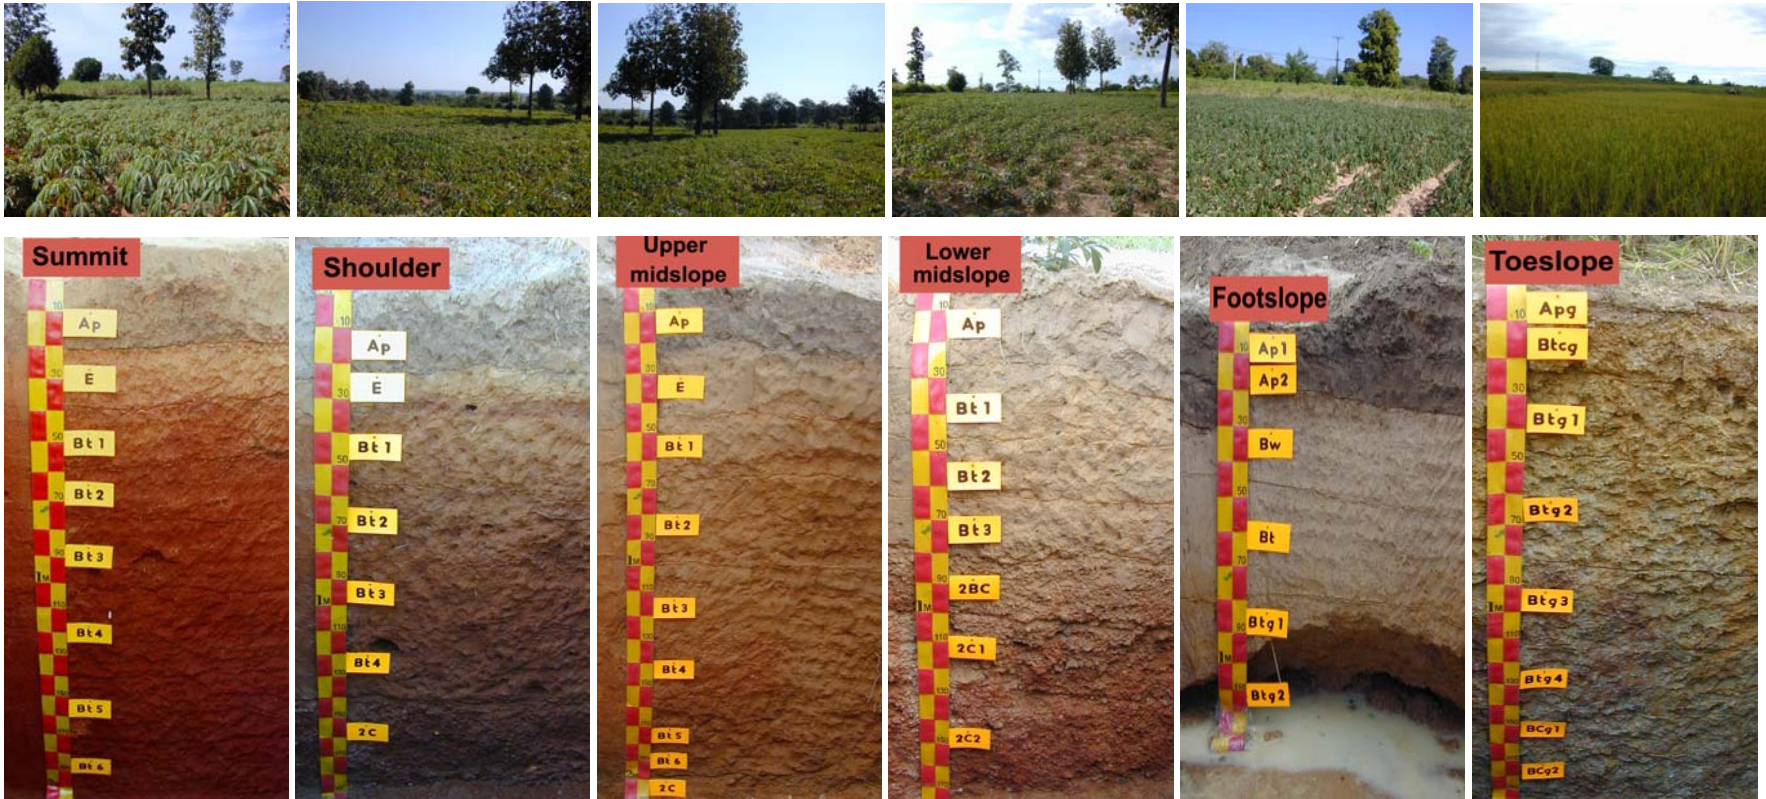 Summit
Ap
E
Bt1
Bt2
Bt3
Bt4
Bt5
Bt6
Shoulder
Ap
E
Bt1
Bt2
Bt3
Bt4
2C
Upper
midslope
Ap
E
Bt1
Bt2
Bt3
Bt4
Bt5
Bt6
2C
Lower
midslope
Ap
Bt1
Bt2
Bt3
2BC
2C1
2C2
Footslope
Ap1
Ap2
Bw
Bt
Btg1
Btg2
Toeslope
Apg
Btcg
Btg1
Btg2
Btg3
Btg4
BCg1
BCg2